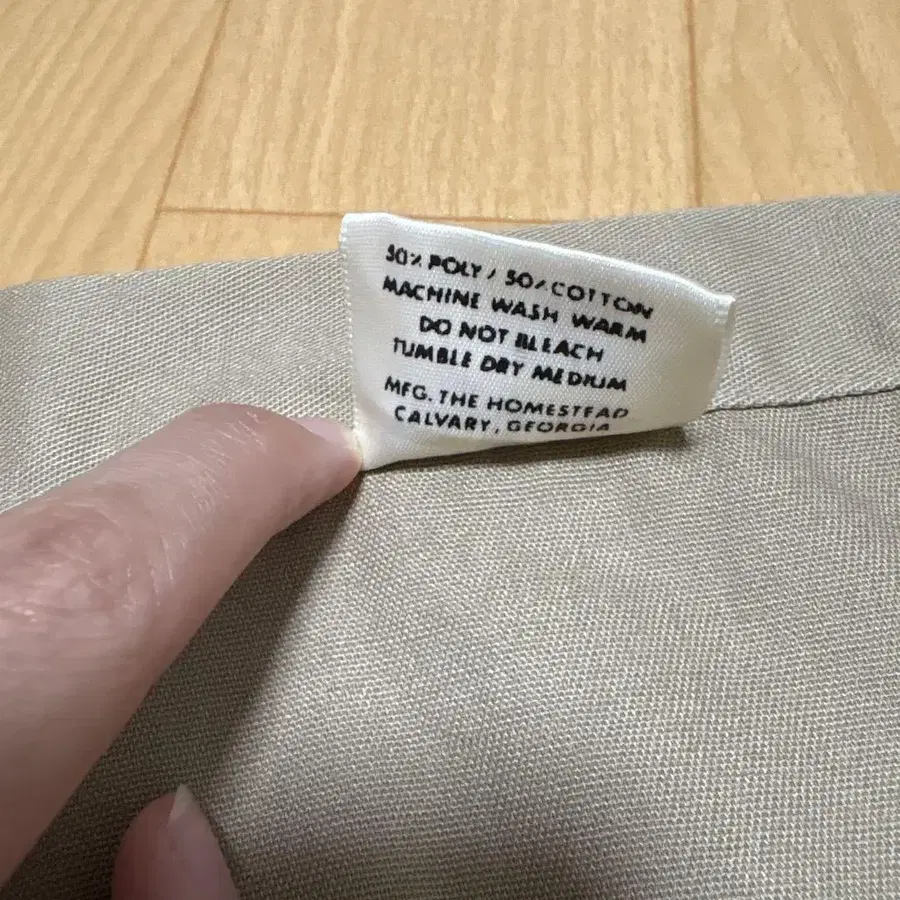 50% POLY / 50% COTTON
MACHINE WASH WARM
DO NOT BLEACH
TUMBLE DRY MEDIUM
MFG. THE HOMESTEAD
CALVARY, GEORGIA